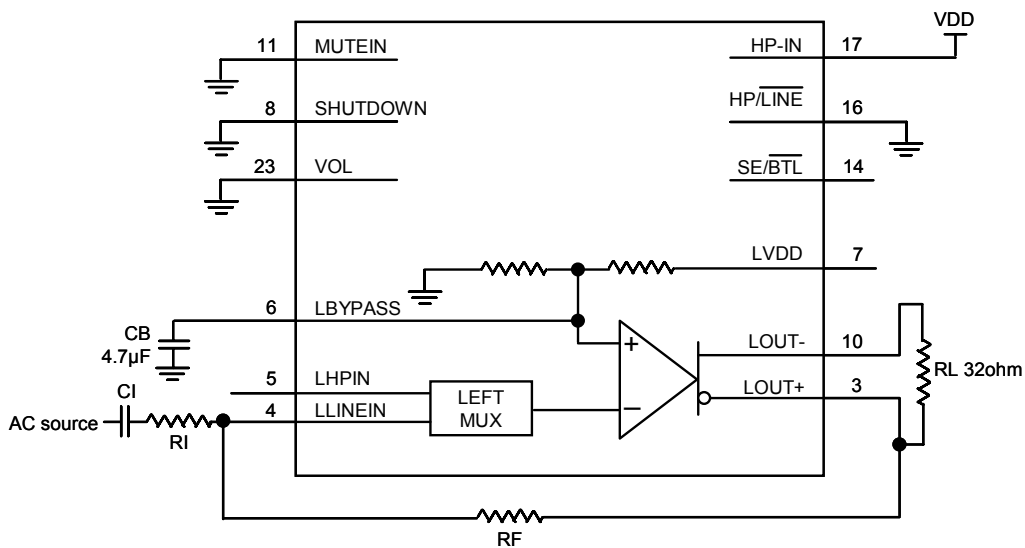 VDD
11 MUTEIN HP-IN 17
8 SHUTDOWN HP/LINE 16
23 VOL SE/BTL 14
LVDD 7
6 LBYPASS
CB
4.7µF
LOUT- 10
RL 32ohm
5 LHPIN
LOUT+ 3
CI
LEFT
MUX
4 LLINEIN
AC source
RI
RF